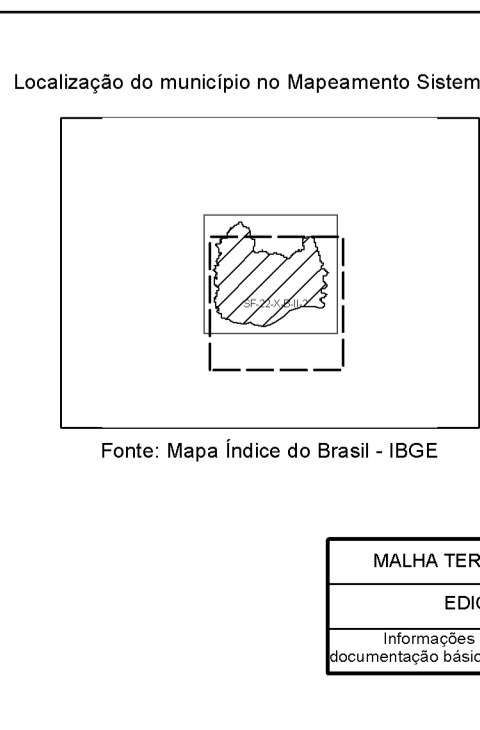 Localização do município no Mapeamento Sistem
SF-22-X-B-II-2
Fonte: Mapa Índice do Brasil - IBGE
MALHA TER
EDIÇ
Informações
documentação básic